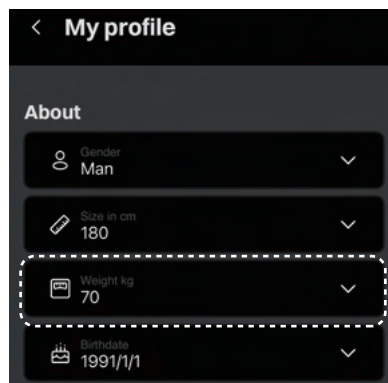 My profile
About
Gender
Man
Size in cm
180
Weight kg
70
Birthdate
1991/1/1